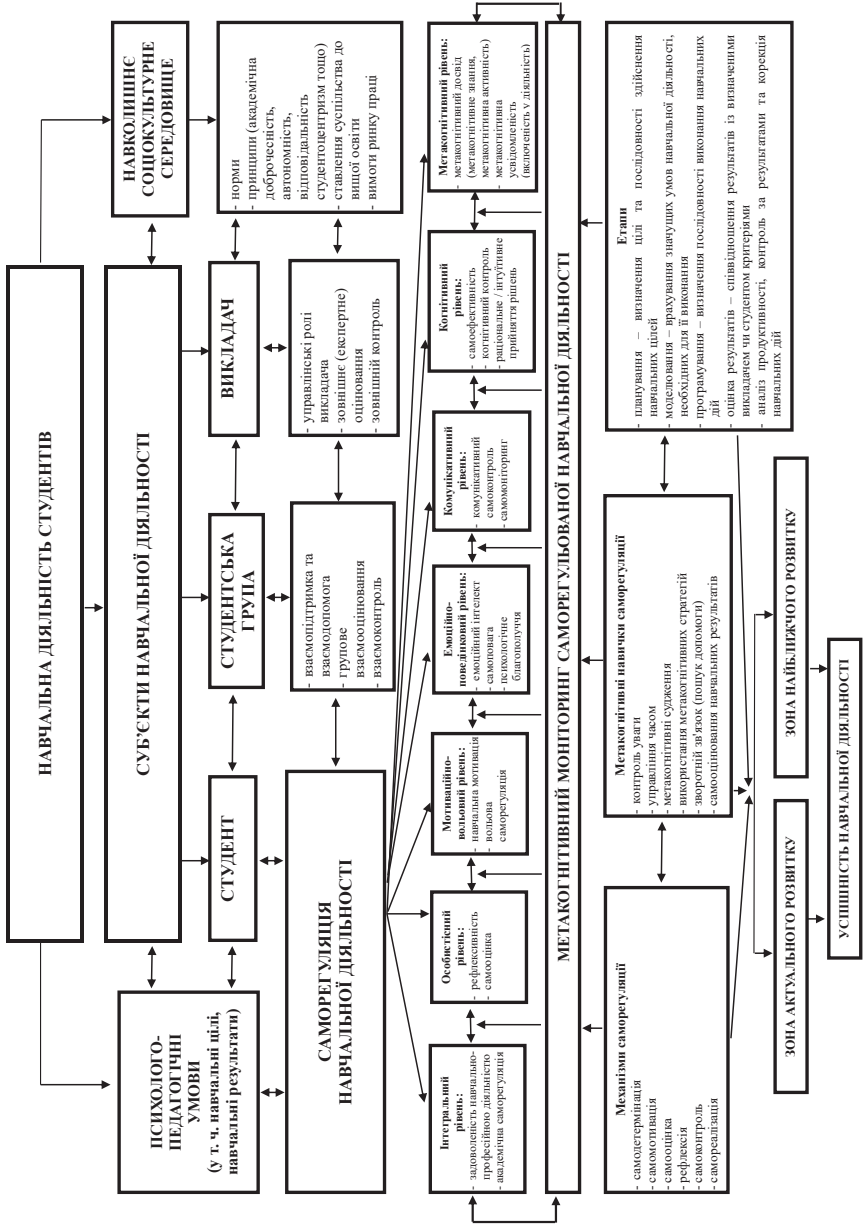 НАВЧАЛЬНА ДІЯЛЬНІСТЬ СТУДЕНТІВ
ПСИХОЛОГО-
ПЕДАГОГІЧНІ
УМОВИ
(у т. ч. навчальні цілі,
навчальні результати)
СУБ’ЄКТИ НАВЧАЛЬНОЇ ДІЯЛЬНОСТІ
НАВКОЛИШНЄ
СОЦІОКУЛЬТУРНЕ
СЕРЕДОВИЩЕ
СТУДЕНТ
СТУДЕНТСЬКА
ГРУПА
ВИКЛАДАЧ
САМОРЕГУЛЯЦІЯ
НАВЧАЛЬНОЇ ДІЯЛЬНОСТІ
- взаємопідтримка та
взаємодопомога
- групове
взаємооцінювання
- взаємоконтроль
- управлінські ролі
викладача
- зовнішнє (експертне)
оцінювання
- зовнішній контроль
- норми
- принципи (академічна
доброчесність,
автономність,
відповідальність
студентоцентризм тощо)
- ставлення суспільства до
вищої освіти
- вимоги ринку праці
Інтегральний
рівень:
- задоволеність навчально-
професійною діяльністю
- академічна саморегуляція
Особистісний
рівень:
- рефлексивність
- самооцінка
Мотиваційно-
вольовий рівень:
- навчальна мотивація
- вольова
саморегуляція
Емоційно-
поведінковий рівень:
- емоційний інтелект
- самоповага
- психологічне
благополуччя
Комунікативний
рівень:
- комунікативний
самоконтроль
- самомоніторинг
Когнітивний
рівень:
- самоефективність
- когнітивний контроль
- раціональне / інтуїтивне
прийняття рішень
Метакогнітивний рівень:
- метакогнітивний досвід
(метакогнітивне знання,
метакогнітивна активність)
- метакогнітивна
усвідомленість
(включеність у діяльність)
МЕТАКОГНІТИВНИЙ МОНІТОРИНГ САМОРЕГУЛЬОВАНОЇ НАВЧАЛЬНОЇ ДІЯЛЬНОСТІ
Механізми саморегуляції
- самодетермінація
- самомотивація
- самооцінка
- рефлексія
- самоконтроль
- самореалізація
Метакогнітивні навички саморегуляції
- контроль уваги
- управління часом
- метакогнітивні судження
- використання метакогнітивних стратегій
- зворотній зв'язок (пошук допомоги)
- самооцінювання навчальних результатів
Етапи
- планування – визначення цілі та послідовності здійснення
навчальних цілей
- моделювання – врахування значущих умов навчальної діяльності,
необхідних для її виконання
- програмування – визначення послідовності виконання навчальних
дій
- оцінка результатів – співвідношення результатів із визначеними
викладачем чи студентом критеріями
- аналіз продуктивності, контроль за результатами та корекція
навчальних дій
ЗОНА АКТУАЛЬНОГО РОЗВИТКУ
ЗОНА НАЙБЛИЖЧОГО РОЗВИТКУ
УСПІШНІСТЬ НАВЧАЛЬНОЇ ДІЯЛЬНОСТІ